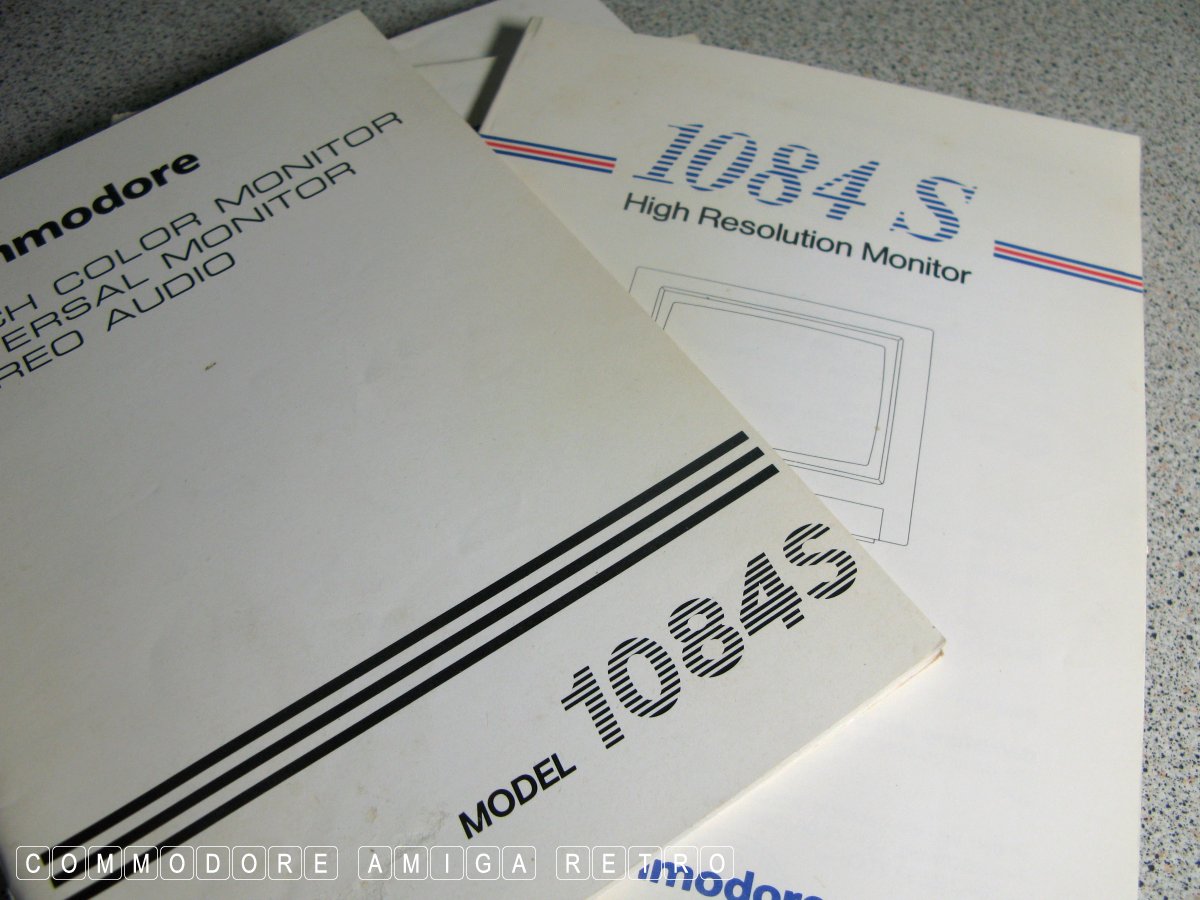 mmodore
CH COLOR MONITOR
ERSAL MONITOR
REO AUDIO
MODEL 1084S
1084 S
High Resolution Monitor
mmodore
COMMODORE AMIGA RETRO